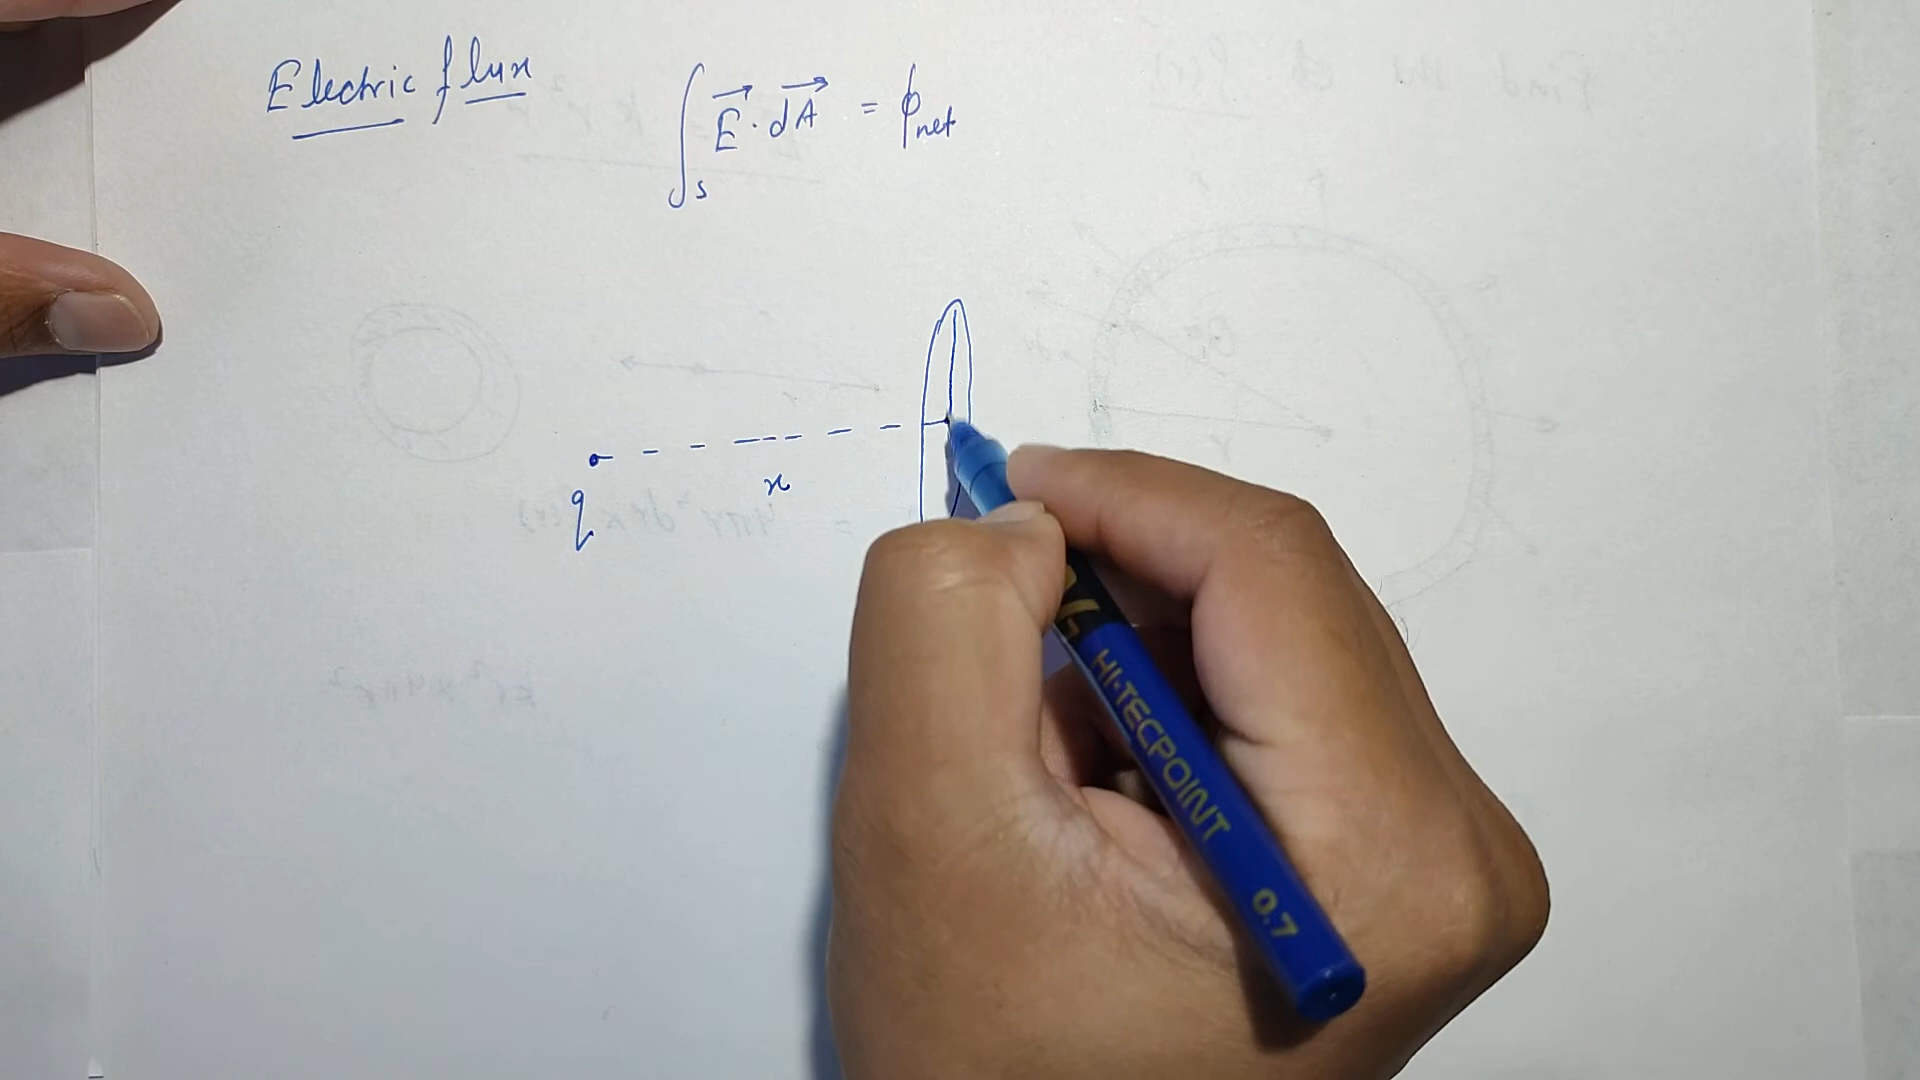 Electric flux
∫s E⃗ · dA⃗ = ϕnet
x
q
HI-TECPOINT 0.7